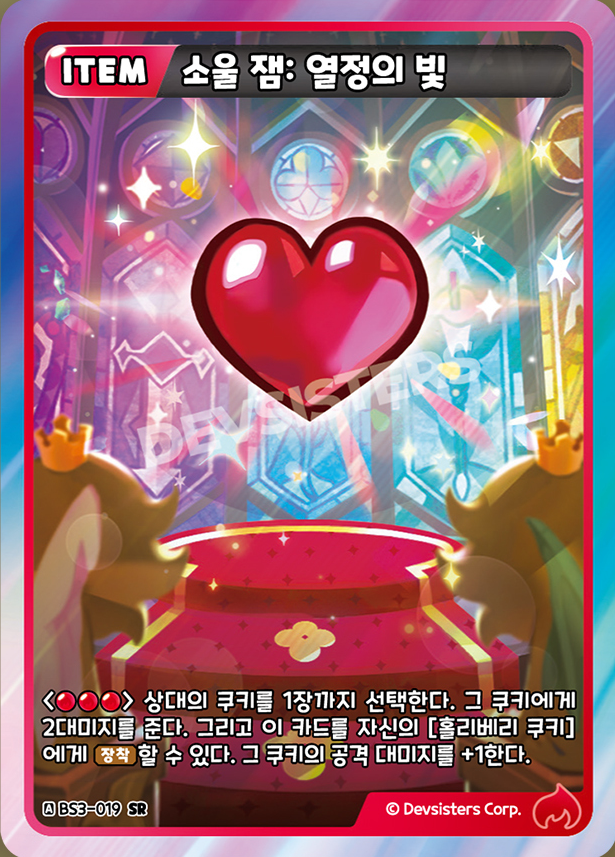 ITEM 소울 잼: 열정의 빛
DEVSISTERS
<●●●> 상대의 쿠키를 1장까지 선택한다. 그 쿠키에게
2대미지를 준다. 그리고 이 카드를 자신의 [홀리베리 쿠키]
에게 장착 할 수 있다. 그 쿠키의 공격 대미지를 +1한다.
A BS3-019 SR
© Devsisters Corp.